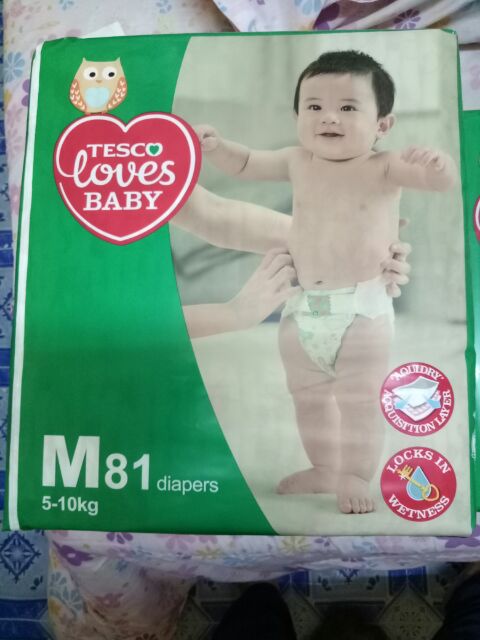 TESCO
loves
BABY
"AQUIDRY"
ACQUISITION LAYER
LOCKS IN
WETNESS
M81 diapers
5-10kg